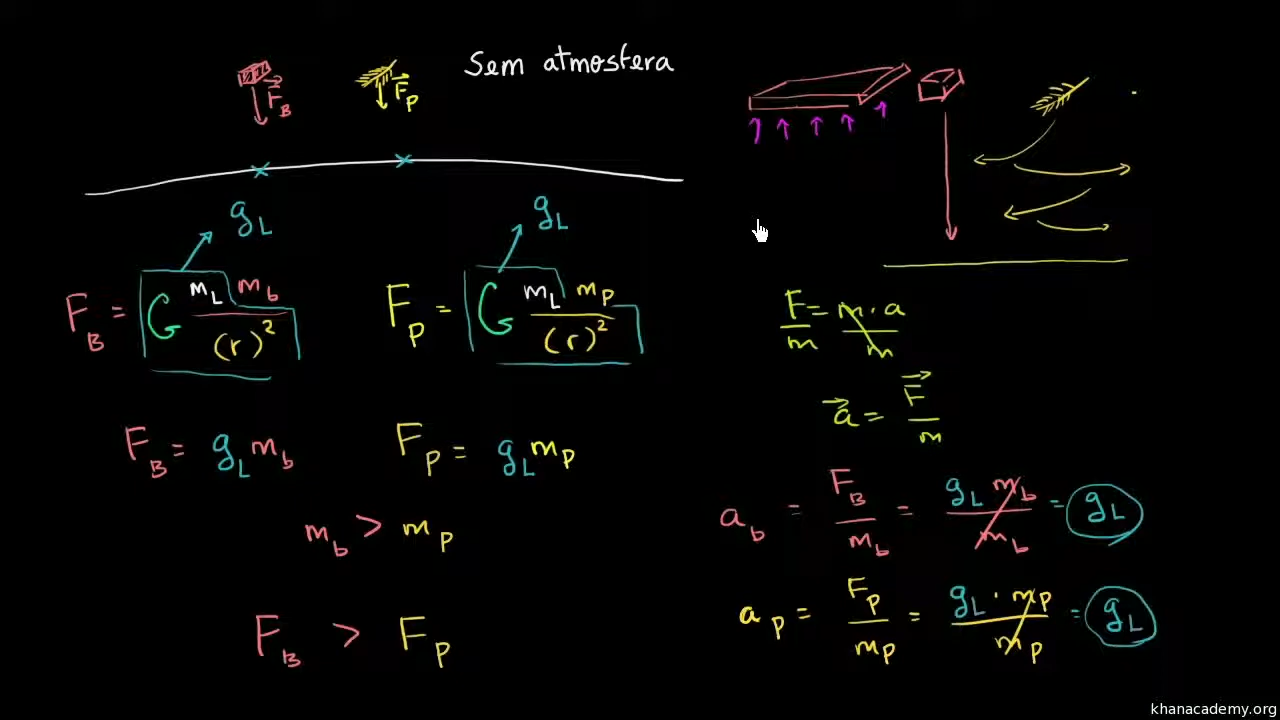 Sem atmosfera
F⃗_B
F⃗_P
g_L
g_L
F_B = G m_L m_b / (r)²
F_P = G m_L m_P / (r)²
F_B = g_L m_b
F_P = g_L m_P
m_b > m_P
F_B > F_P
F/m = m·a/m
a⃗ = F⃗/m
a_b = F_B/m_b = g_L m_b/m_b = g_L
a_P = F_P/m_P = g_L · m_P/m_P = g_L
khanacademy.org